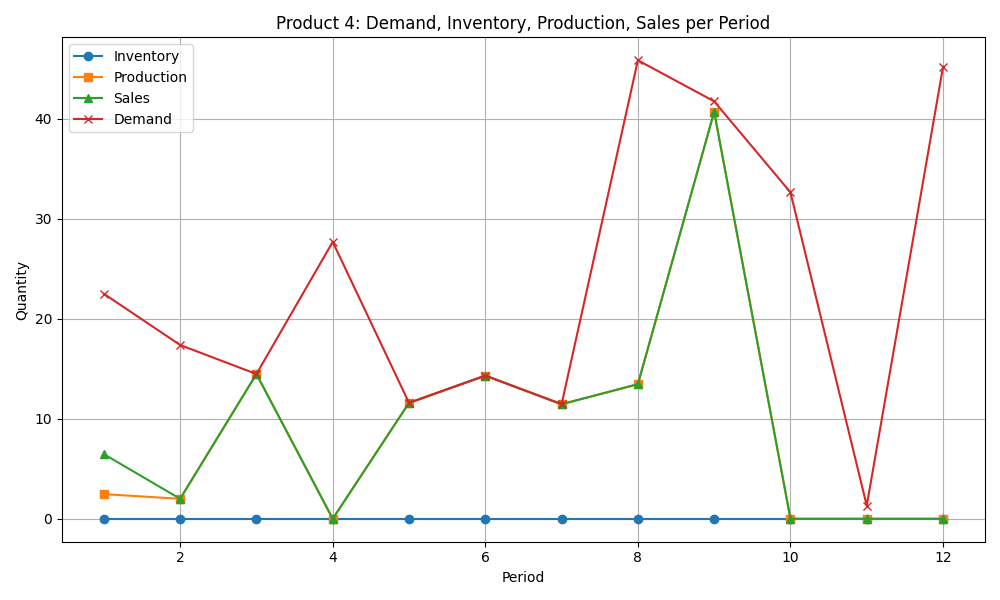 Product 4: Demand, Inventory, Production, Sales per Period
Inventory
Production
Sales
Demand
Quantity
40
30
20
10
0
2
4
6
8
10
12
Period